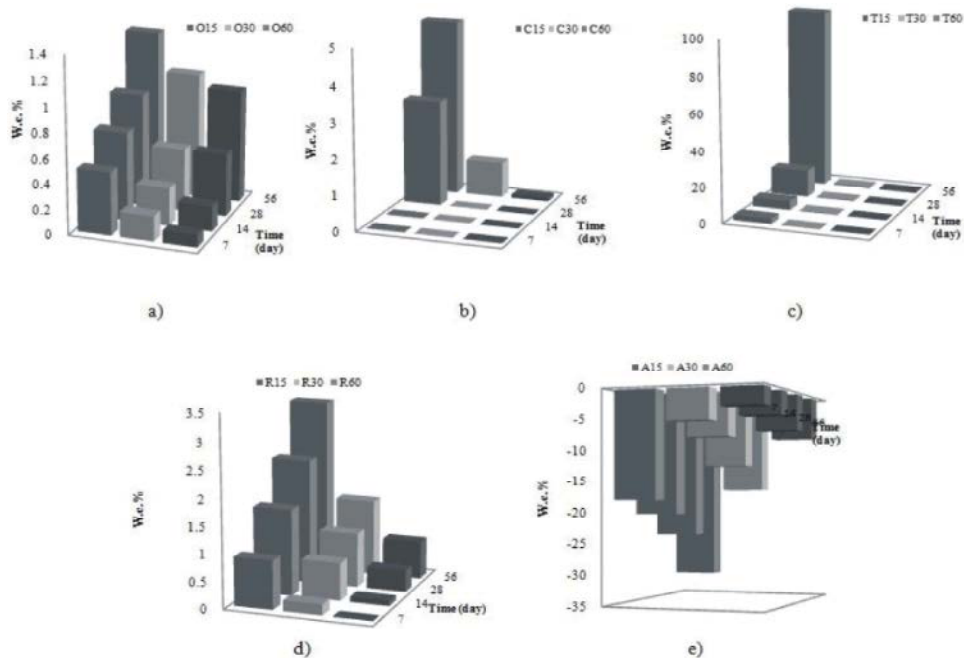 ■O15 ■O30 ■O60
1.4
1.2
1
0.8
0.6
0.4
0.2
0
W.c.%
56
28
14
7
Time
(day)
a)
■C15 ■C30 ■C60
5
4
3
2
1
0
W.c.%
56
28
14
7
Time
(day)
b)
■T15 ■T30 ■T60
100
80
60
40
20
0
W.c.%
56
28
14
7
Time
(day)
c)
■R15 ■R30 ■R60
3.5
3
2.5
2
1.5
1
0.5
0
W.c.%
56
28
14
7
Time (day)
d)
■A15 ■A30 ■A60
0
-5
-10
-15
-20
-25
-30
-35
W.c.%
7
Time
(day)
e)